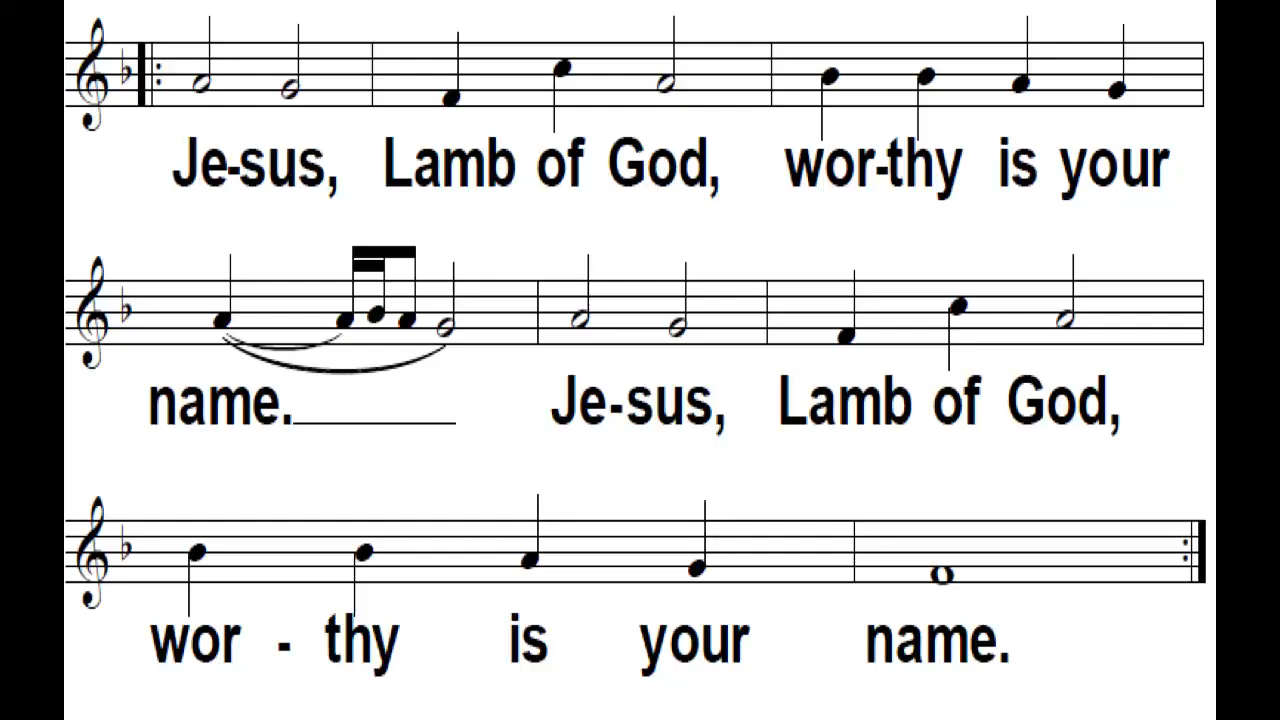 Je-sus, Lamb of God, wor-thy is your
name.______ Je-sus, Lamb of God,
wor - thy is your name.